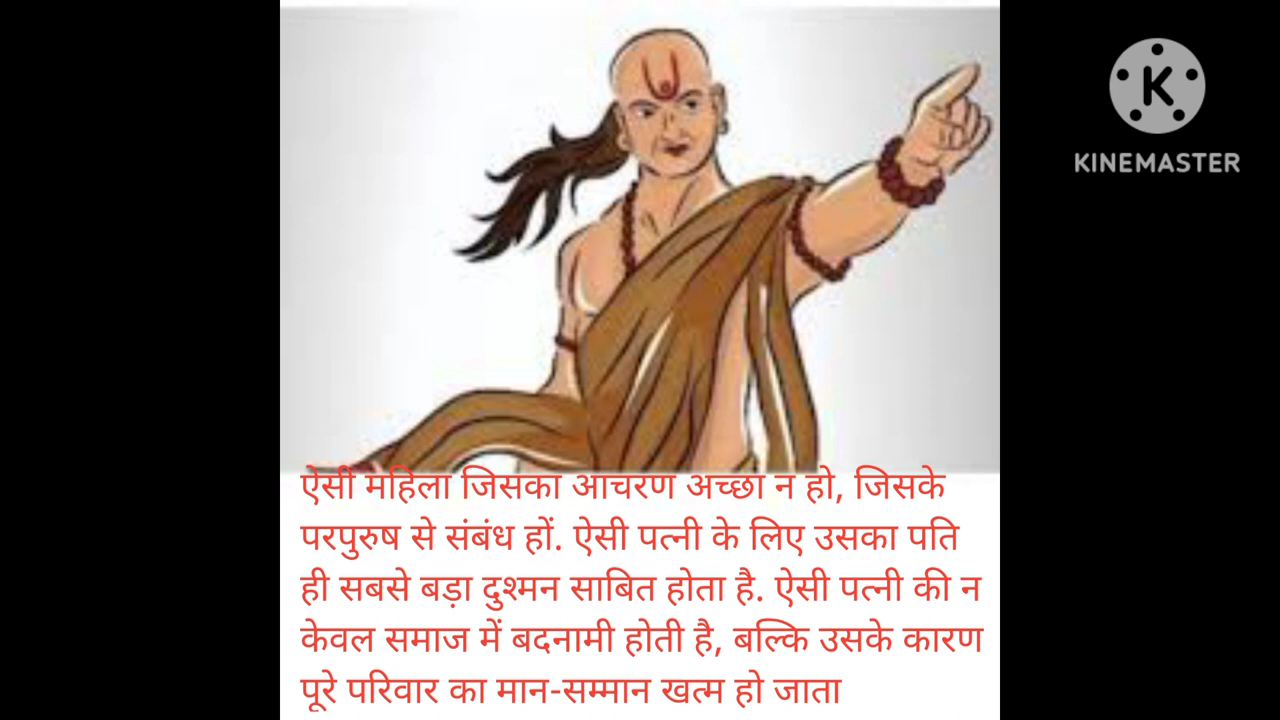 KINEMASTER
ऐसी महिला जिसका आचरण अच्छा न हो, जिसके
परपुरुष से संबंध हों. ऐसी पत्नी के लिए उसका पति
ही सबसे बड़ा दुश्मन साबित होता है. ऐसी पत्नी की न
केवल समाज में बदनामी होती है, बल्कि उसके कारण
पूरे परिवार का मान-सम्मान खत्म हो जाता